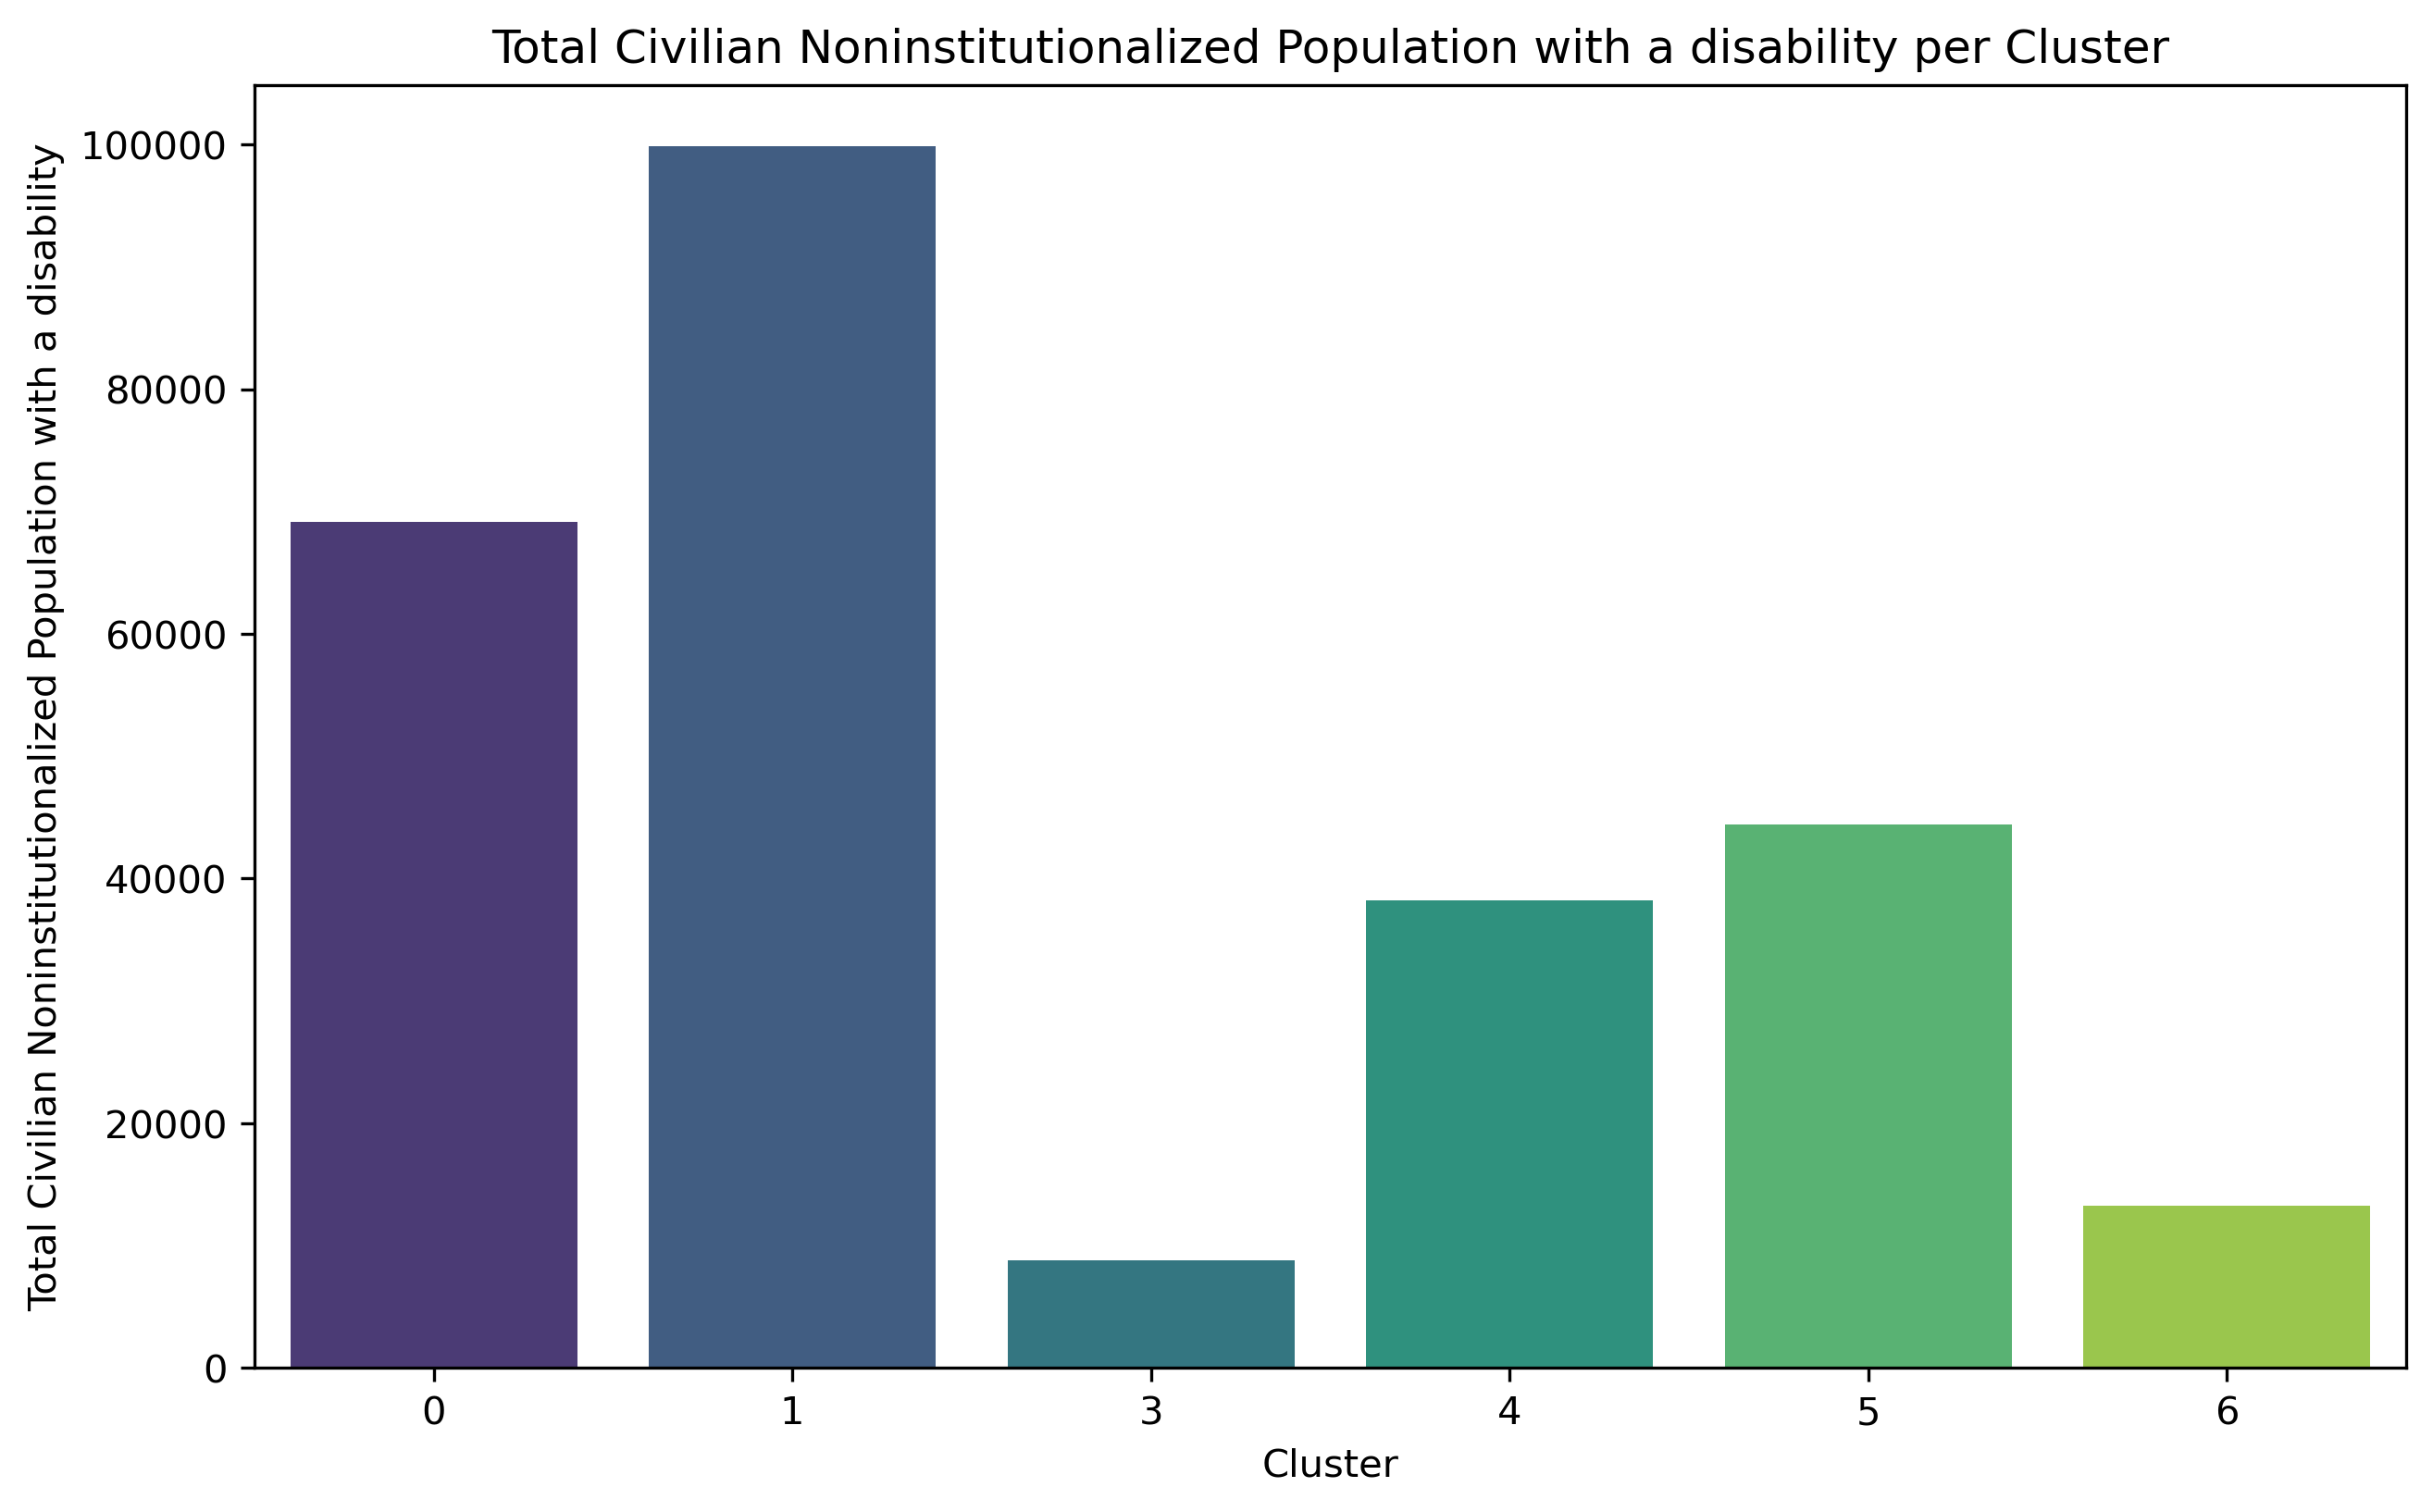 Total Civilian Noninstitutionalized Population with a disability per Cluster
Total Civilian Noninstitutionalized Population with a disability
100000
80000
60000
40000
20000
0
0 1 3 4 5 6
Cluster